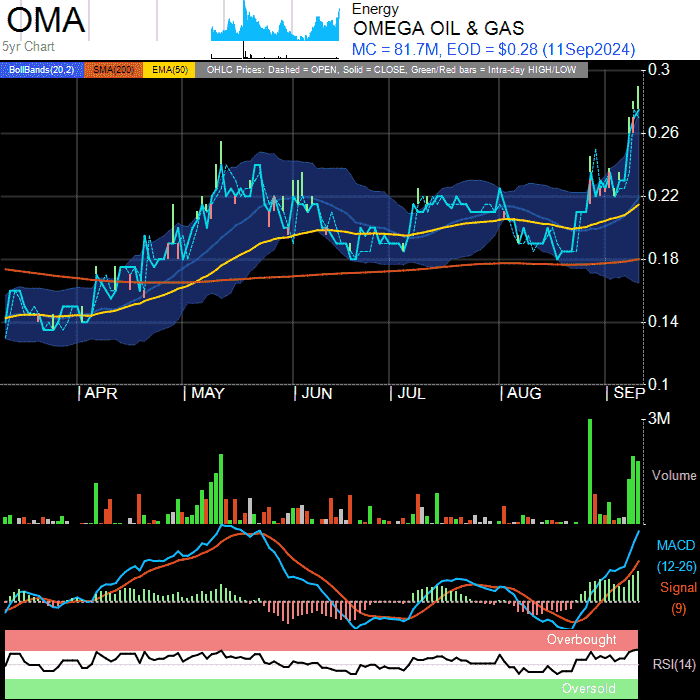 OMA
5yr Chart
Energy
OMEGA OIL & GAS
MC = 81.7M, EOD = $0.28 (11Sep2024)
BollBands(20,2) SMA(200) EMA(50) OHLC Prices: Dashed = OPEN, Solid = CLOSE, Green/Red bars = Intra-day HIGH/LOW
0.3
0.26
0.22
0.18
0.14
0.1
APR MAY JUN JUL AUG SEP
3M
Volume
MACD
(12-26)
Signal
(9)
Overbought
RSI(14)
Oversold